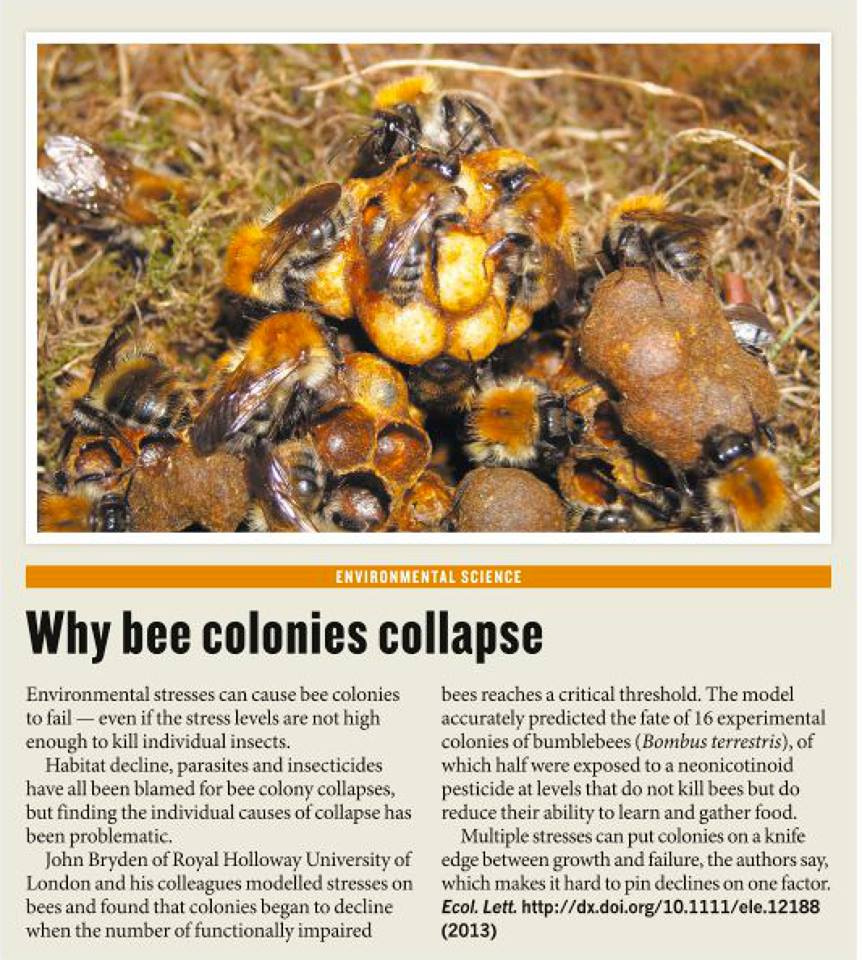 ENVIRONMENTAL SCIENCE
Why bee colonies collapse
Environmental stresses can cause bee colonies
to fail — even if the stress levels are not high
enough to kill individual insects.
Habitat decline, parasites and insecticides
have all been blamed for bee colony collapses,
but finding the individual causes of collapse has
been problematic.
John Bryden of Royal Holloway University of
London and his colleagues modelled stresses on
bees and found that colonies began to decline
when the number of functionally impaired
bees reaches a critical threshold. The model
accurately predicted the fate of 16 experimental
colonies of bumblebees (Bombus terrestris), of
which half were exposed to a neonicotinoid
pesticide at levels that do not kill bees but do
reduce their ability to learn and gather food.
Multiple stresses can put colonies on a knife
edge between growth and failure, the authors say,
which makes it hard to pin declines on one factor.
Ecol. Lett. http://dx.doi.org/10.1111/ele.12188
(2013)